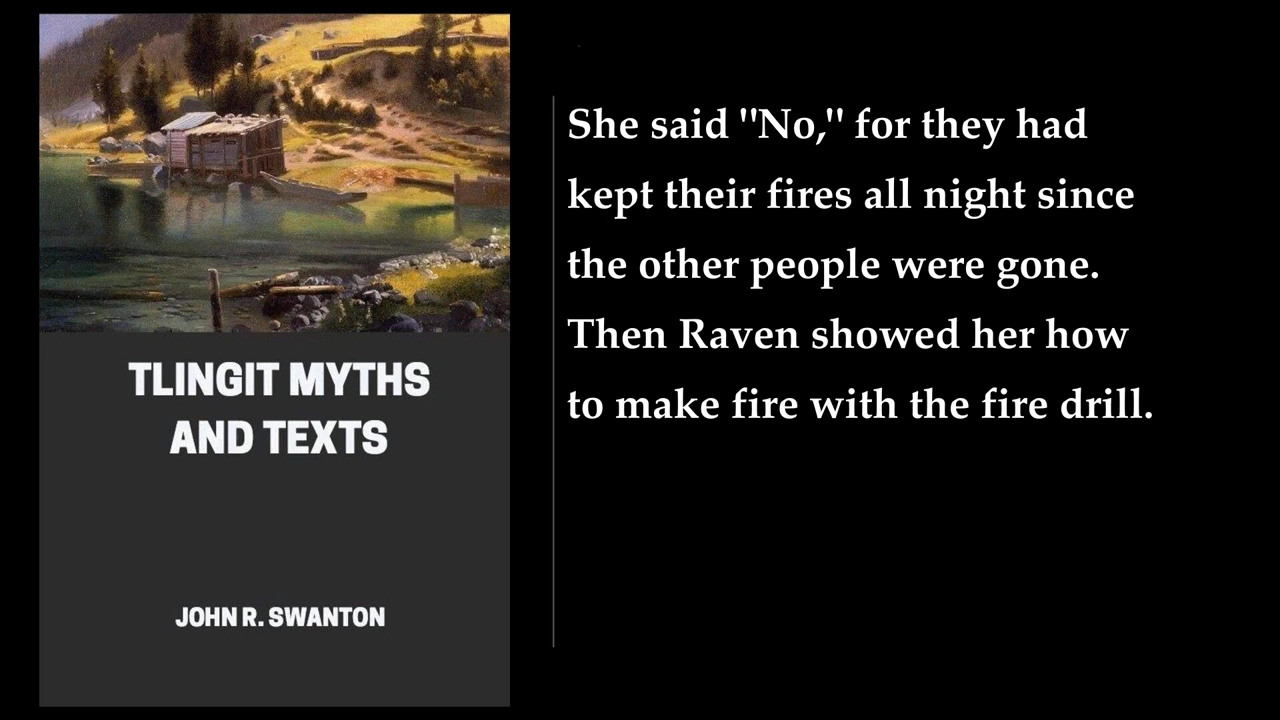 TLINGIT MYTHS
AND TEXTS
JOHN R. SWANTON
She said "No," for they had
kept their fires all night since
the other people were gone.
Then Raven showed her how
to make fire with the fire drill.